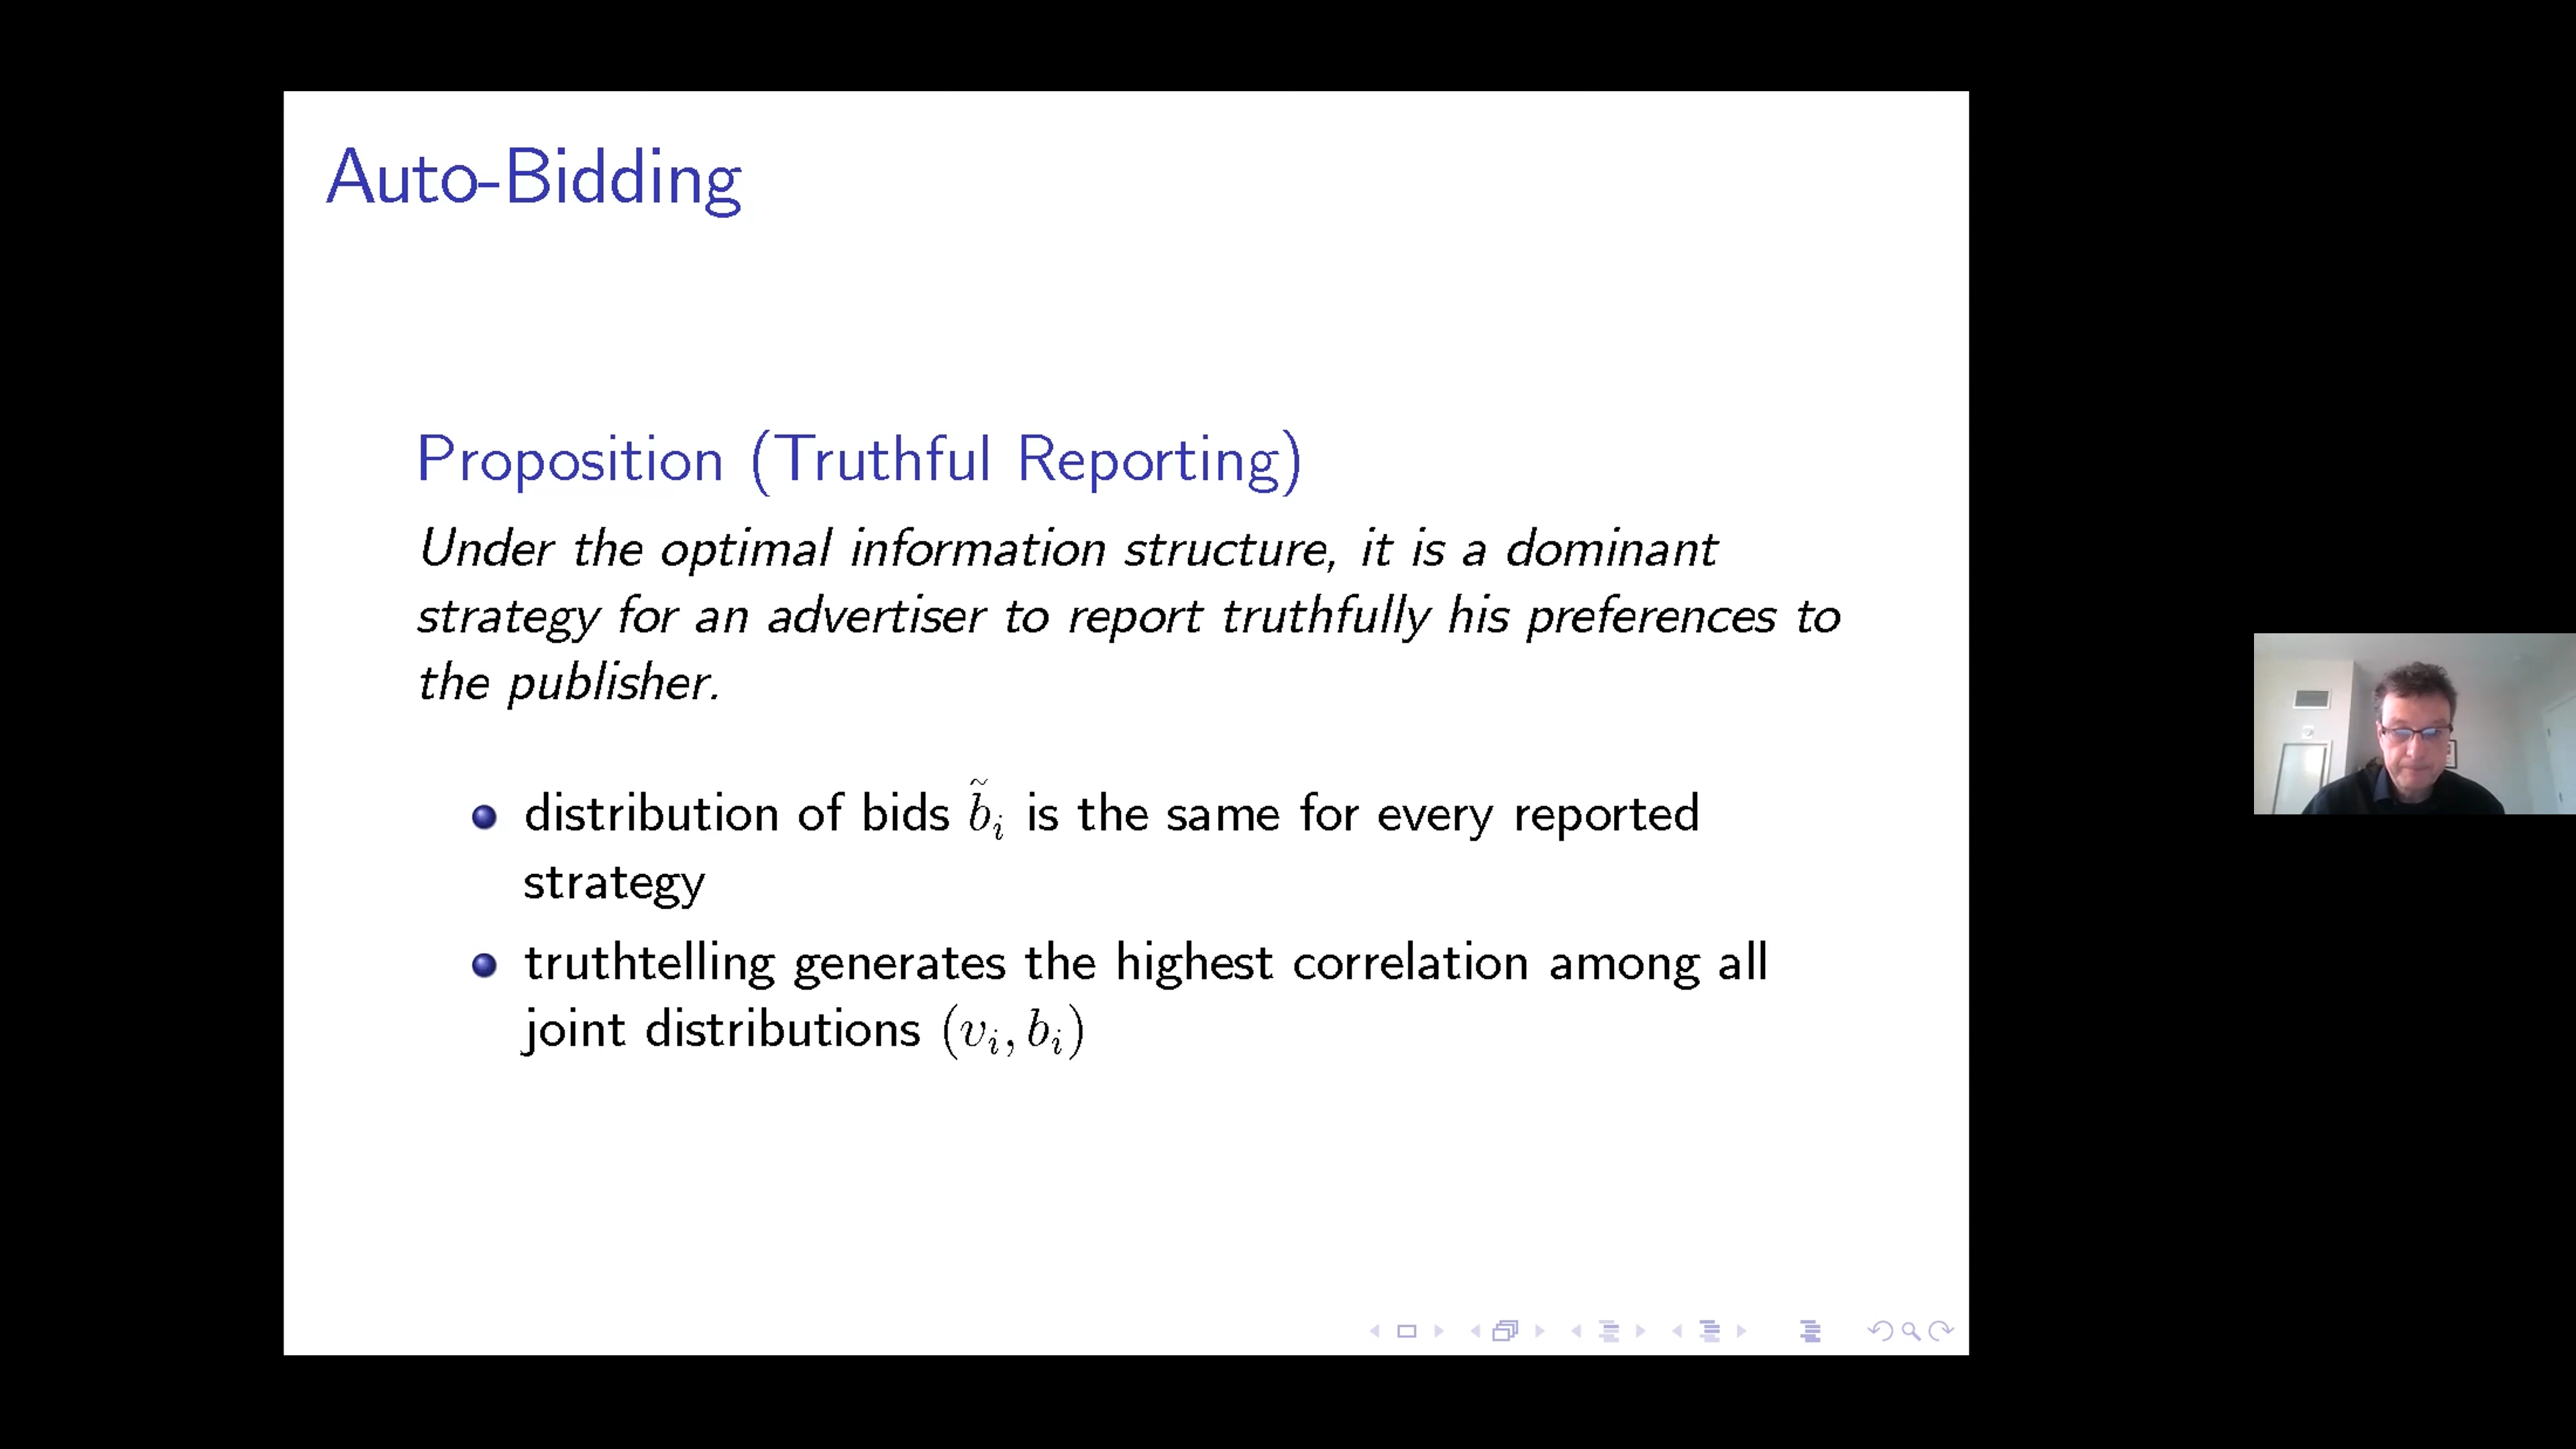 Auto-Bidding
Proposition (Truthful Reporting)
Under the optimal information structure, it is a dominant
strategy for an advertiser to report truthfully his preferences to
the publisher.
distribution of bids b̃ᵢ is the same for every reported
strategy
truthtelling generates the highest correlation among all
joint distributions (vᵢ, bᵢ)